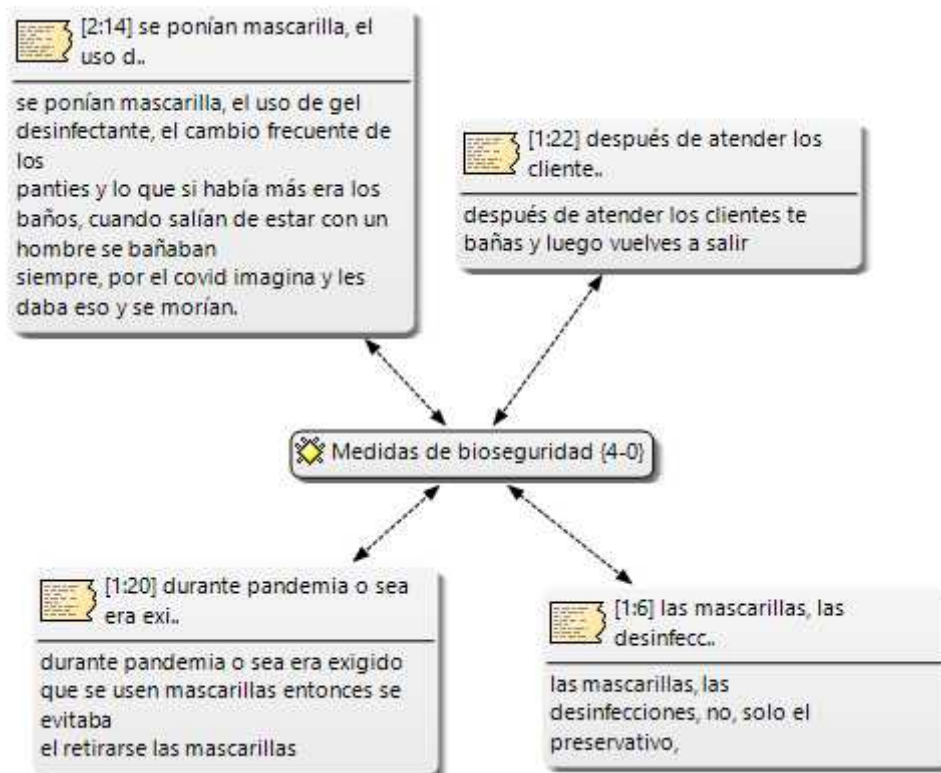 [2:14] se ponían mascarilla, el
uso d..
se ponían mascarilla, el uso de gel
desinfectante, el cambio frecuente de
los
panties y lo que si había más era los
baños, cuando salían de estar con un
hombre se bañaban
siempre, por el covid imagina y les
daba eso y se morían.
[1:22] después de atender los
cliente..
después de atender los clientes te
bañas y luego vuelves a salir
Medidas de bioseguridad {4-0}
[1:20] durante pandemia o sea
era exi..
durante pandemia o sea era exigido
que se usen mascarillas entonces se
evitaba
el retirarse las mascarillas
[1:6] las mascarillas, las
desinfecc..
las mascarillas, las
desinfecciones, no, solo el
preservativo,